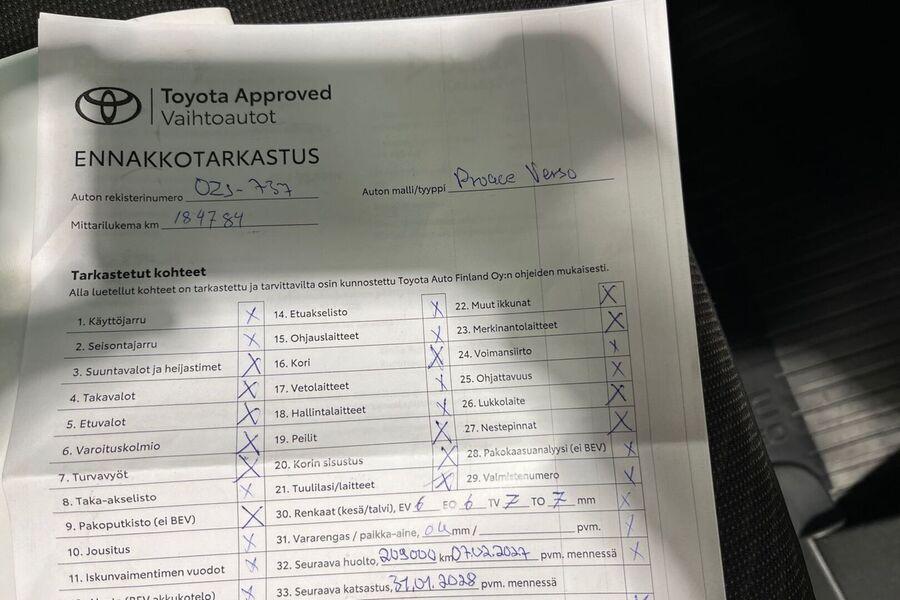 Toyota Approved
Vaihtoautot
ENNAKKOTARKASTUS
Auton rekisterinumero OZJ-737
Auton malli/tyyppi Proace Verso
Mittarilukema km 184784
Tarkastetut kohteet
Alla luetellut kohteet on tarkastettu ja tarvittavilta osin kunnostettu Toyota Auto Finland Oy:n ohjeiden mukaisesti.
1. Käyttöjarru X
2. Seisontajarru X
3. Suuntavalot ja heijastimet X
4. Takavalot X
5. Etuvalot X
6. Varoituskolmio X
7. Turvavyöt X
8. Taka-akselisto X
9. Pakoputkisto (ei BEV) X
10. Jousitus X
11. Iskunvaimentimen vuodot X
(BEV akkukotelo) X
14. Etuakselisto X
15. Ohjauslaitteet X
16. Kori X
17. Vetolaitteet X
18. Hallintalaitteet X
19. Peilit X
20. Korin sisustus X
21. Tuulilasi/laitteet X
22. Muut ikkunat X
23. Merkinantolaitteet X
24. Voimansiirto X
25. Ohjattavuus X
26. Lukkolaite X
27. Nestepinnat X
28. Pakokaasuanalyysi (ei BEV) X
29. Valmistenumero X
30. Renkaat (kesä/talvi), EV 6 EO 6 TV 7 TO 7 mm X
31. Vararengas / paikka-aine, mm / pvm.
32. Seuraava huolto, 209000 km 07.02.2027 pvm. mennessä X
33. Seuraava katsastus, 31.01.2028 pvm. mennessä